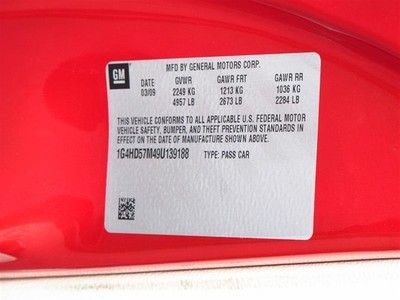 GM
MFD BY GENERAL MOTORS CORP.
DATE GVWR GAWR FRT GAWR RR
03/09 2249 KG 1213 KG 1036 KG
4957 LB 2673 LB 2284 LB
THIS VEHICLE CONFORMS TO ALL APPLICABLE U.S. FEDERAL MOTOR
VEHICLE SAFETY, BUMPER, AND THEFT PREVENTION STANDARDS IN
EFFECT ON THE DATE OF MANUFACTURE SHOWN ABOVE.
1G4HD57M49U139188 TYPE: PASS CAR